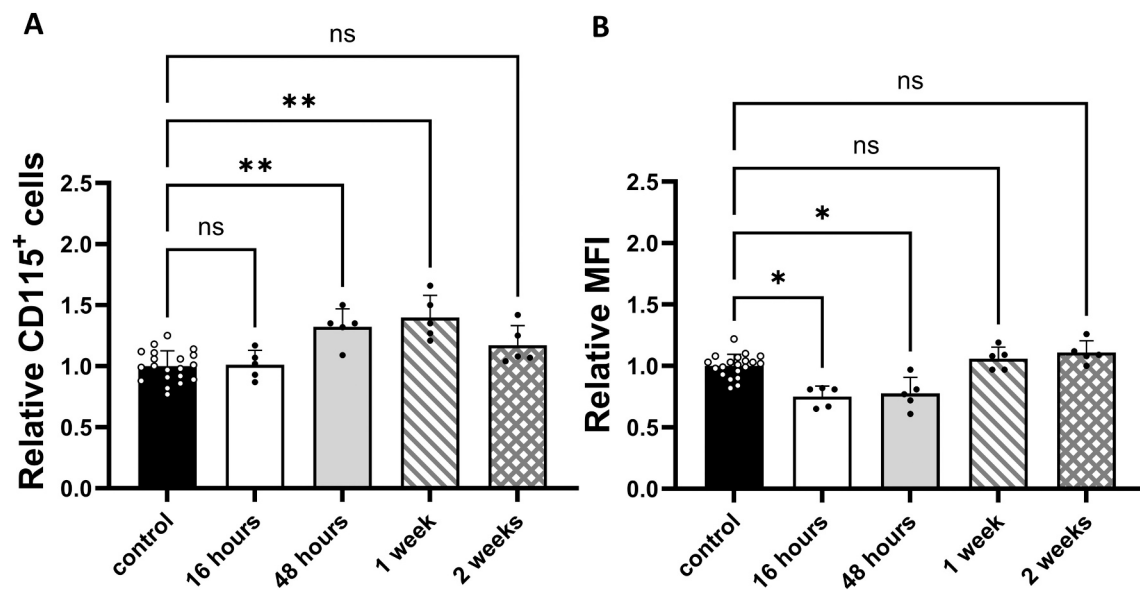 A
ns
**
**
ns
Relative CD115⁺ cells
2.5
2.0
1.5
1.0
0.5
0.0
control
16 hours
48 hours
1 week
2 weeks
B
ns
ns
*
*
Relative MFI
2.5
2.0
1.5
1.0
0.5
0.0
control
16 hours
48 hours
1 week
2 weeks